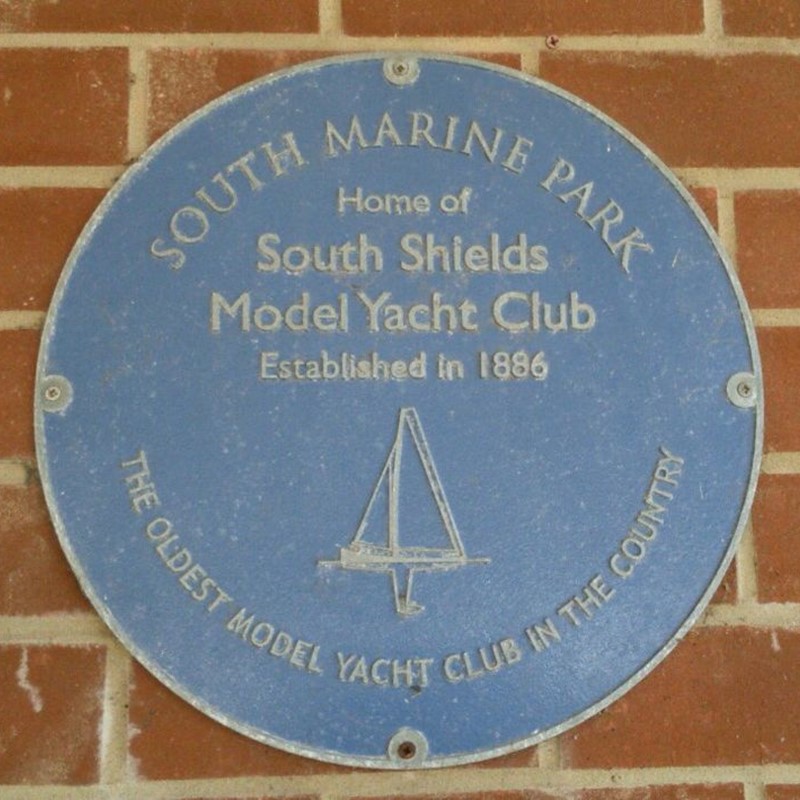 SOUTH MARINE PARK
Home of
South Shields
Model Yacht Club
Established in 1886
THE OLDEST MODEL YACHT CLUB IN THE COUNTRY